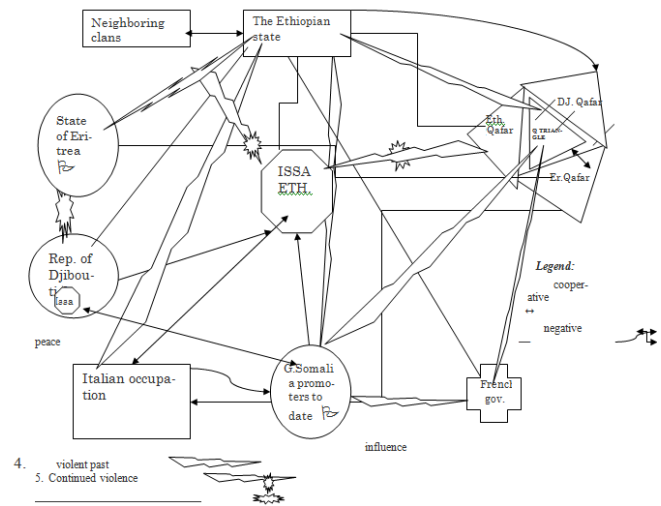 Neighboring
clans
The Ethiopian
state
DJ. Qafar
State
of Eri-
trea
Eth.
Qafar
Q TRIAN-
GLE
ISSA
ETH.
Er.Qafar
Rep. of
Djibou-
ti
Issa
Legend:
cooper-
ative
↔
negative
peace
Italian occupa-
tion
G.Somali
a promo-
ters to
date
Frencl
gov.
influence
4. violent past
5. Continued violence